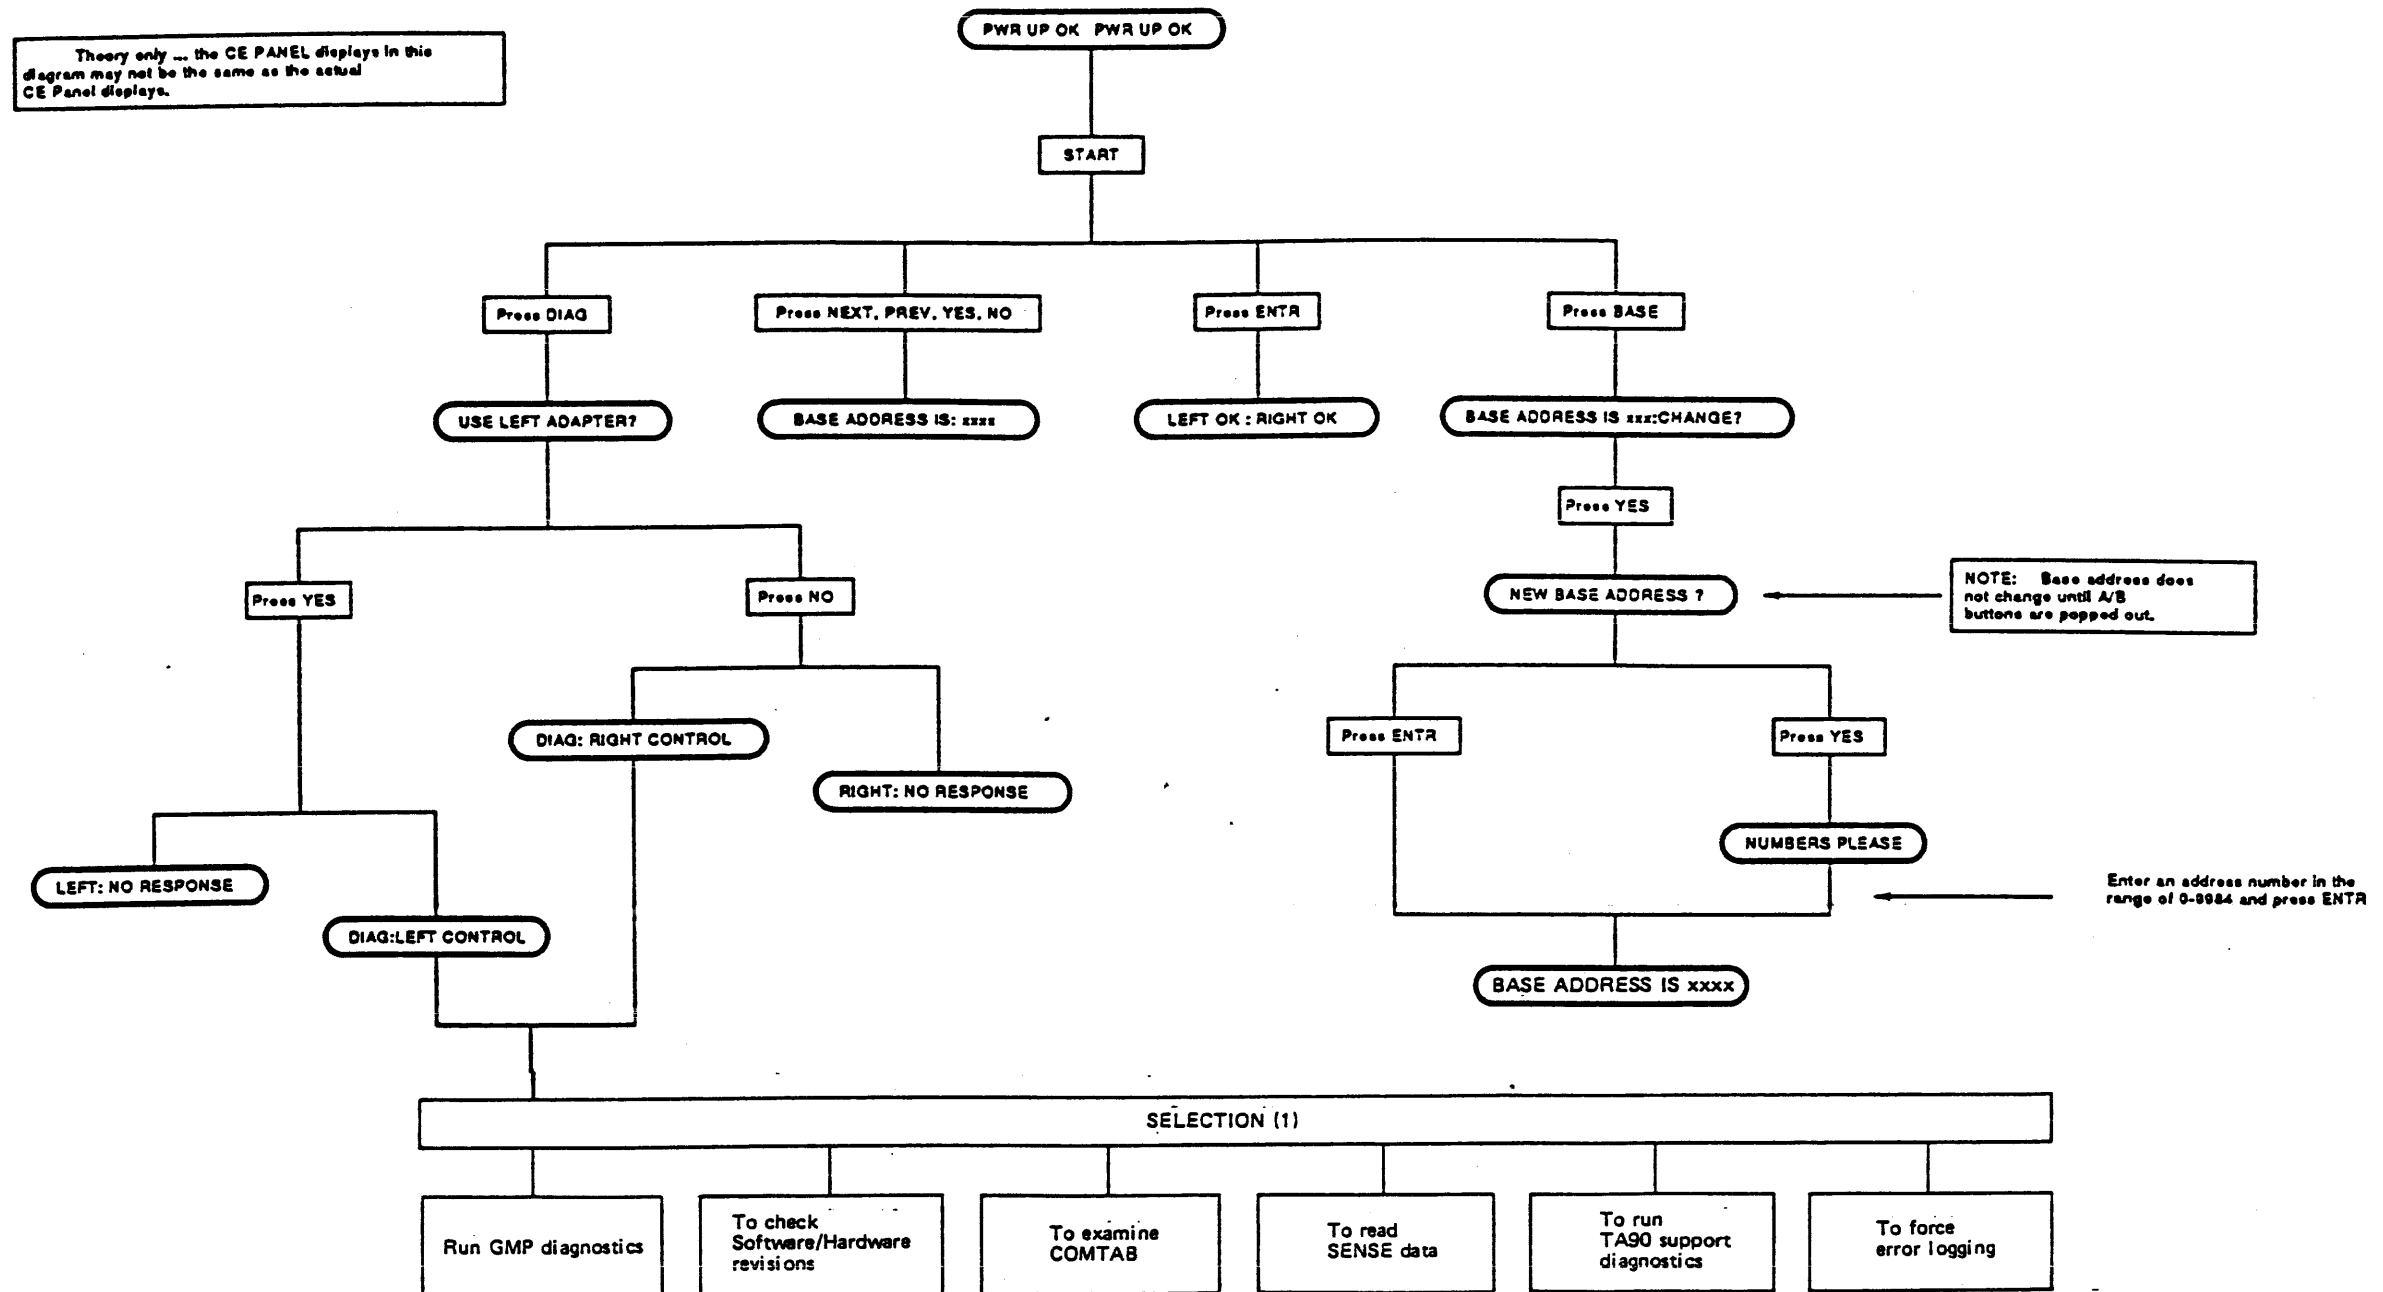 PWR UP OK PWR UP OK
Theory only ... the CE PANEL displays in this
diagram may not be the same as the actual
CE Panel displays.
START
Press DIAG
Press NEXT, PREV, YES, NO
Press ENTR
Press BASE
USE LEFT ADAPTER?
BASE ADDRESS IS: xxxx
LEFT OK : RIGHT OK
BASE ADDRESS IS xxx:CHANGE?
Press YES
Press YES
Press NO
NEW BASE ADDRESS ?
NOTE: Base address does
not change until A/B
buttons are popped out.
DIAG: RIGHT CONTROL
RIGHT: NO RESPONSE
Press ENTR
Press YES
NUMBERS PLEASE
LEFT: NO RESPONSE
DIAG:LEFT CONTROL
Enter an address number in the
range of and press ENTR
BASE ADDRESS IS xxxx
SELECTION (1)
Run GMP diagnostics
To check
Software/Hardware
revisions
To examine
COMTAB
To read
SENSE data
To run
TA90 support
diagnostics
To force
error logging